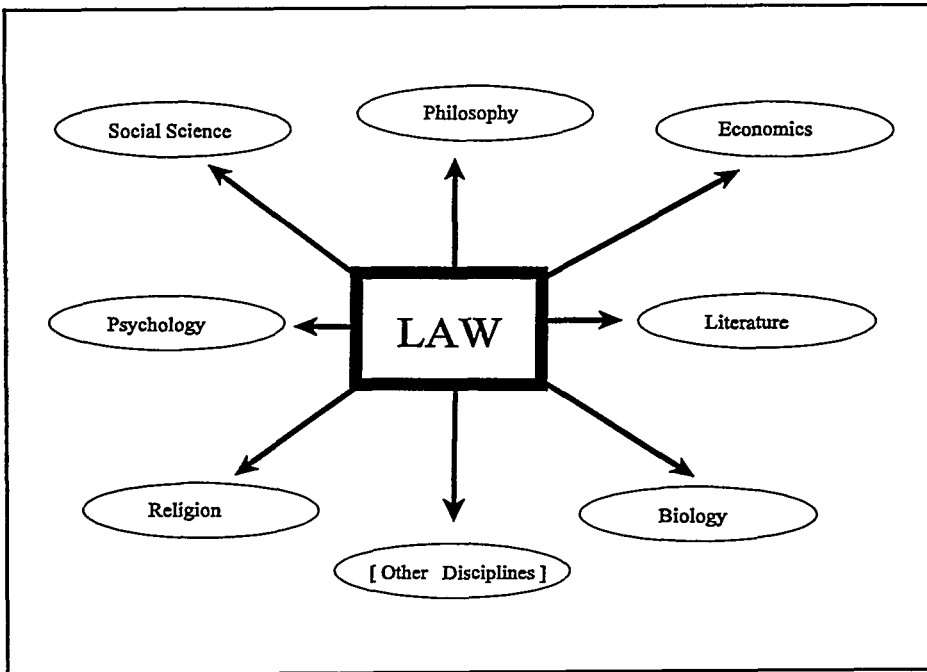 Philosophy
Social Science
Economics
Psychology
LAW
Literature
Religion
Biology
[ Other Disciplines ]